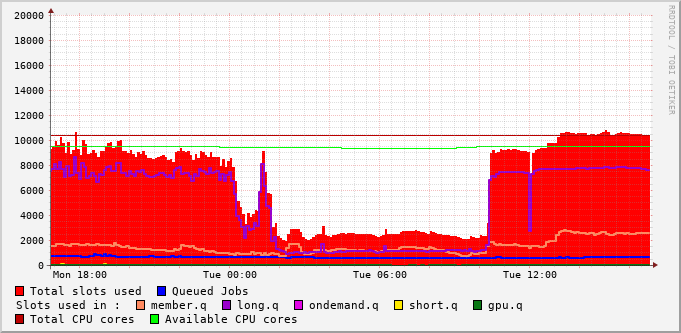 20000
18000
16000
14000
12000
10000
8000
6000
4000
2000
0
Mon 18:00 Tue 00:00 Tue 06:00 Tue 12:00
Total slots used Queued Jobs
Slots used in : member.q long.q ondemand.q short.q gpu.q
Total CPU cores Available CPU cores
RRDTOOL / TOBI OETIKER